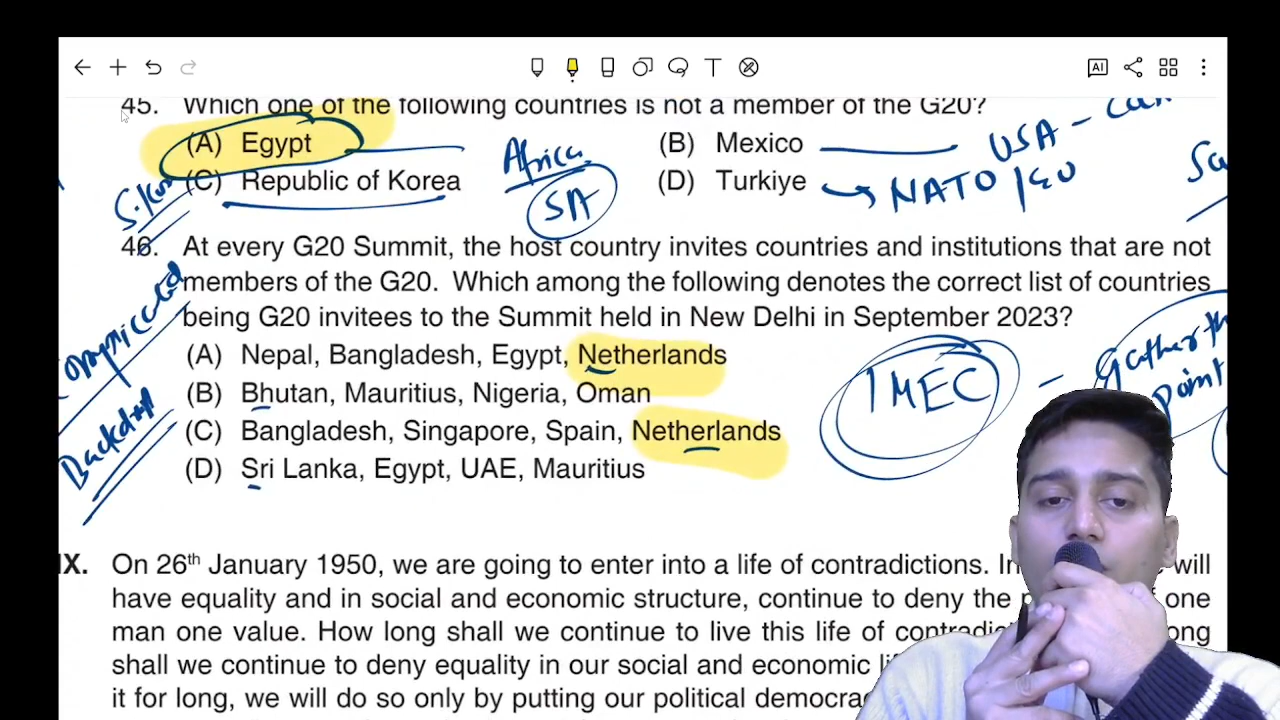 AI
45. Which one of the following countries is not a member of the G20?
(A) Egypt
(B) Mexico
(C) Republic of Korea
(D) Turkiye
Africa
SA
USA -
NATO
46. At every G20 Summit, the host country invites countries and institutions that are not
members of the G20. Which among the following denotes the correct list of countries
being G20 invitees to the Summit held in New Delhi in September 2023?
(A) Nepal, Bangladesh, Egypt, Netherlands
(B) Bhutan, Mauritius, Nigeria, Oman
(C) Bangladesh, Singapore, Spain, Netherlands
(D) Sri Lanka, Egypt, UAE, Mauritius
IMEC -
Point
Backdrop
IX. On 26th January 1950, we are going to enter into a life of contradictions. In will
have equality and in social and economic structure, continue to deny the of one
man one value. How long shall we continue to live this life of
shall we continue to deny equality in our social and economic
it for long, we will do so only by putting our political